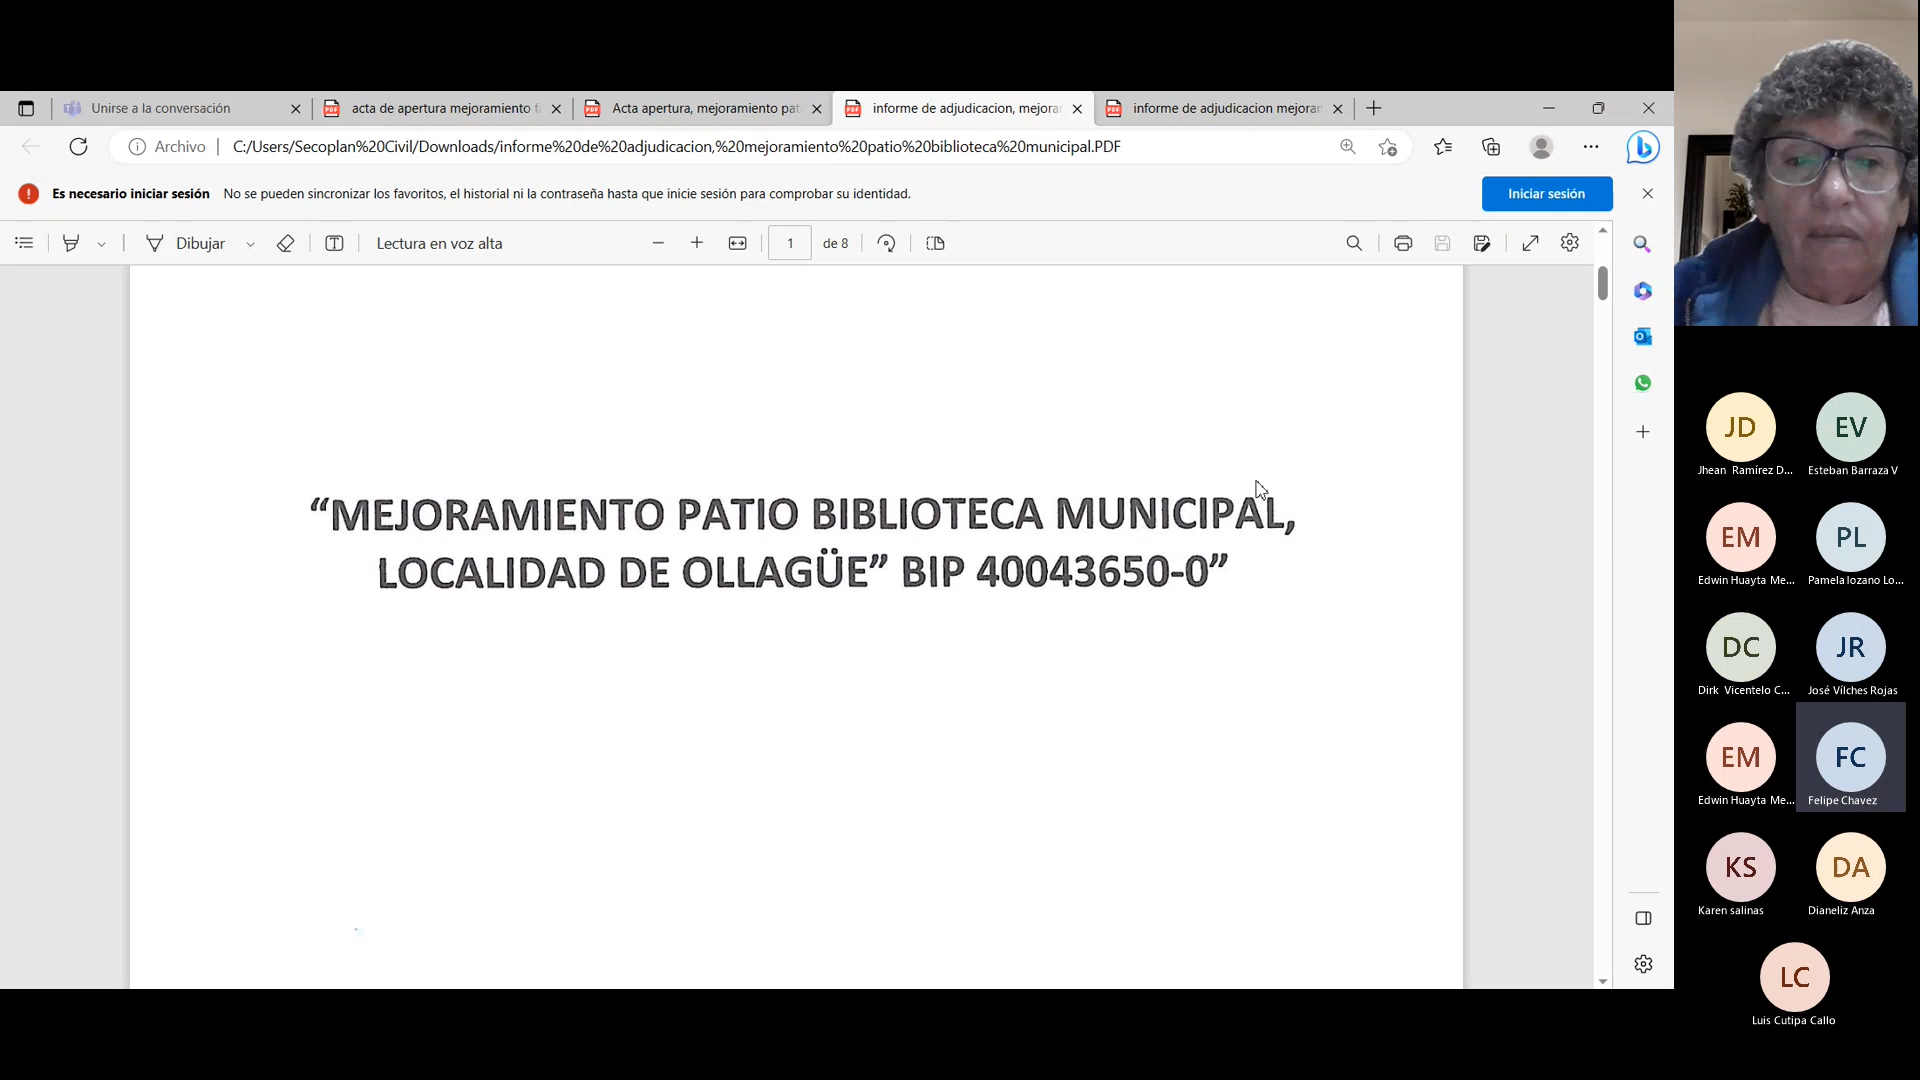 Unirse a la conversación
acta de apertura mejoramiento f
Acta apertura, mejoramiento pat
informe de adjudicacion, mejora
informe de adjudicacion mejoran
Archivo
C:/Users/Secoplan%20Civil/Downloads/informe%20de%20adjudicacion,%20mejoramiento%20patio%20biblioteca%20municipal.PDF
Es necesario iniciar sesión No se pueden sincronizar los favoritos, el historial ni la contraseña hasta que inicie sesión para comprobar su identidad.
Iniciar sesión
Dibujar
Lectura en voz alta
1 de 8
“MEJORAMIENTO PATIO BIBLIOTECA MUNICIPAL,
LOCALIDAD DE OLLAGÜE” BIP 40043650-0”
JD
Jhean Ramírez D...
EV
Esteban Barraza V
EM
Edwin Huayta Me...
PL
Pamela lozano Lo...
DC
Dirk Vicentelo C...
JR
José Vílches Rojas
EM
Edwin Huayta Me...
FC
Felipe Chavez
KS
Karen salinas
DA
Dianeliz Anza
LC
Luis Cutipa Callo